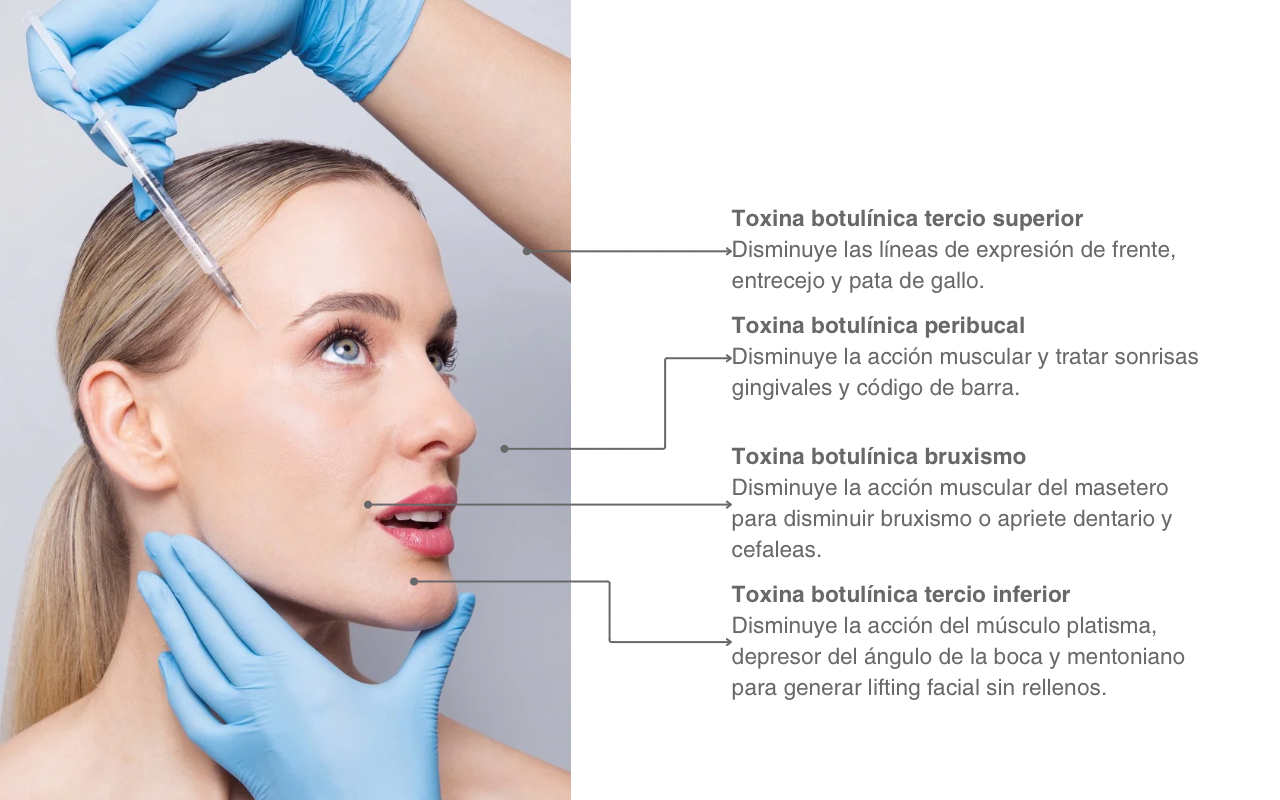 Toxina botulínica tercio superior
Disminuye las líneas de expresión de frente,
entrecejo y pata de gallo.
Toxina botulínica peribucal
Disminuye la acción muscular y tratar sonrisas
gingivales y código de barra.
Toxina botulínica bruxismo
Disminuye la acción muscular del masetero
para disminuir bruxismo o apriete dentario y
cefaleas.
Toxina botulínica tercio inferior
Disminuye la acción del músculo platisma,
depresor del ángulo de la boca y mentoniano
para generar lifting facial sin rellenos.